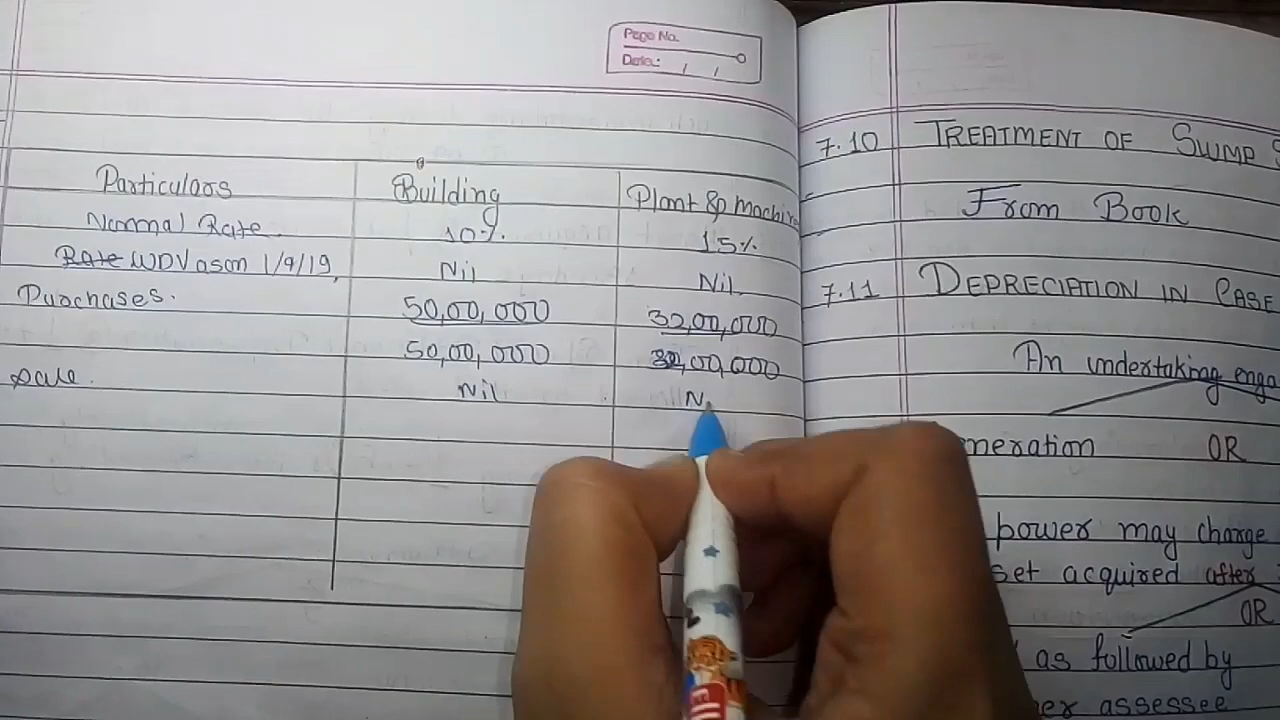 Page No.
Date: / /
Particulars Building Plant & Machin
Normal Rate. 10%. 15%
Rate WDV as on 1/4/19, Nil Nil
Purchases. 50,00,000 32,00,000
50,00,000 32,00,000
Sale. Nil N
7.10 TREATMENT OF SUMP S
From Book
7.11 DEPRECIATION IN CASE
An undertaking enga
neration OR
power may charge
set acquired after
OR
as followed by
her assessee